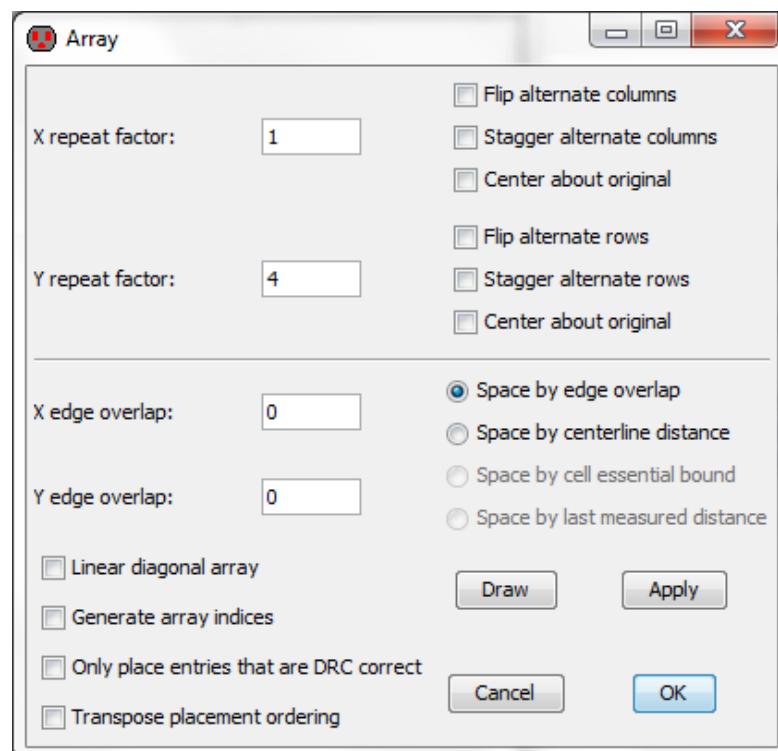 Array
Flip alternate columns
X repeat factor: 1
Stagger alternate columns
Center about original
Flip alternate rows
Y repeat factor: 4
Stagger alternate rows
Center about original
X edge overlap: 0
Space by edge overlap
Space by centerline distance
Y edge overlap: 0
Space by cell essential bound
Space by last measured distance
Linear diagonal array
Draw Apply
Generate array indices
Only place entries that are DRC correct
Cancel OK
Transpose placement ordering